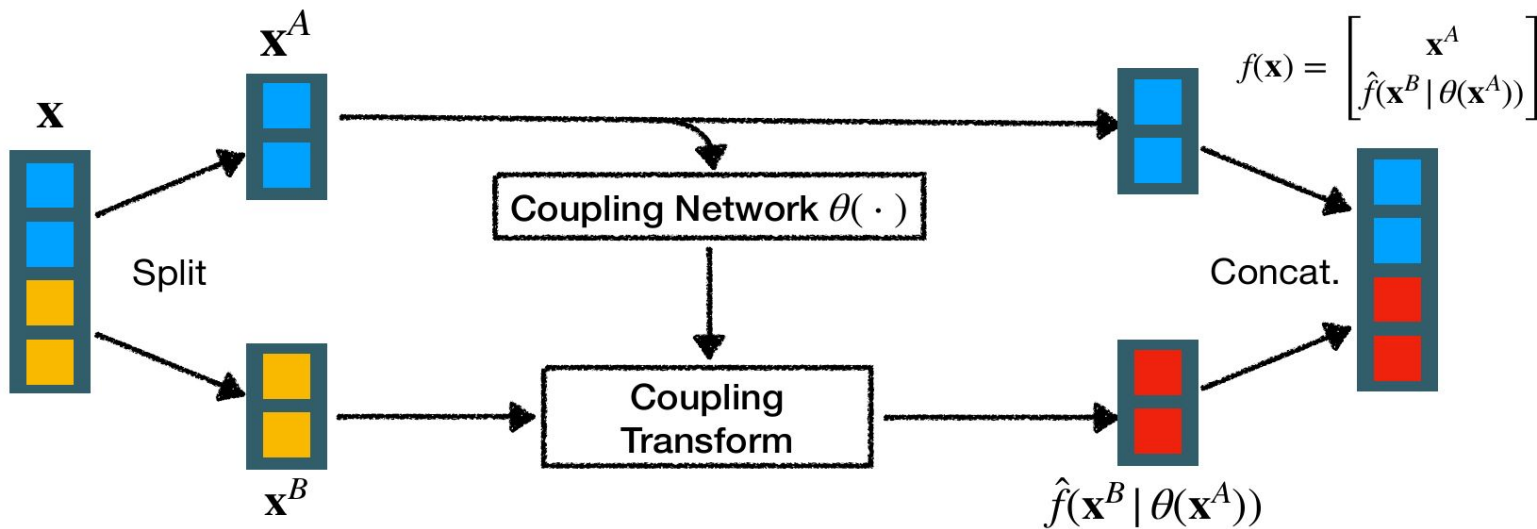 𝐱
𝐱^A
f(𝐱) = [ 𝐱^A
f̂(𝐱^B | θ(𝐱^A)) ]
Split
Coupling Network θ( · )
Concat.
Coupling
Transform
𝐱^B
f̂(𝐱^B | θ(𝐱^A))